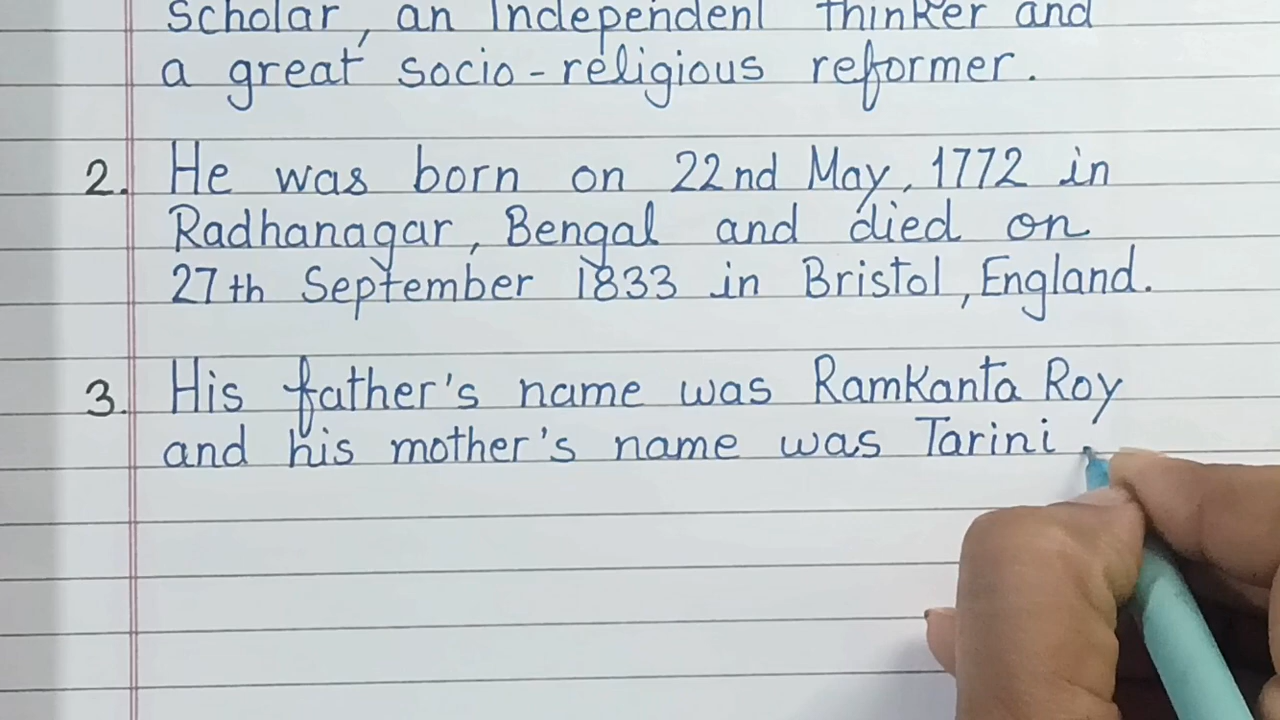 Scholar, an Independent thinker and
a great socio-religious reformer.
2. He was born on 22nd May, 1772 in
Radhanagar, Bengal and died on
27th September 1833 in Bristol, England.
3. His father's name was Ramkanta Roy
and his mother's name was Tarini